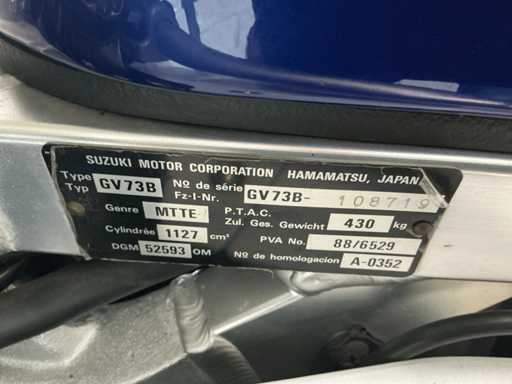 SUZUKI MOTOR CORPORATION HAMAMATSU, JAPAN
Type
Typ GV73B Nº de série
Fz-I-Nr. GV73B- 108719
Genre MTTE P.T.A.C.
Zul. Ges. Gewicht 430 kg
Cylindrée 1127 cm³ PVA No. 88/6529
DGM 52593 OM Nº de homologacion A-0352